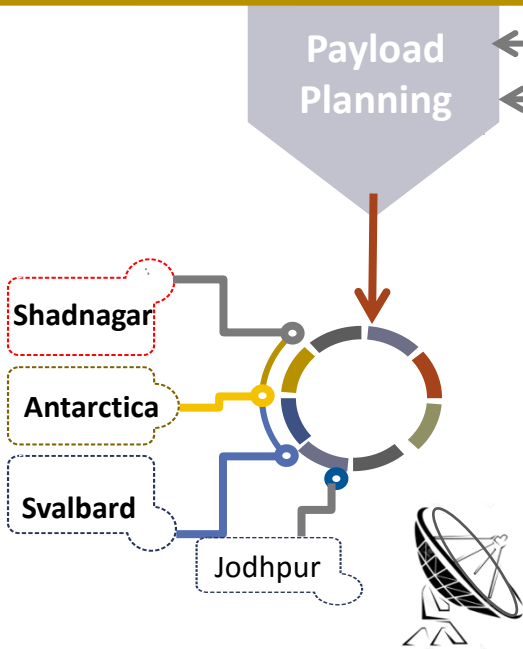 Payload
Planning
Shadnagar
Antarctica
Svalbard
Jodhpur